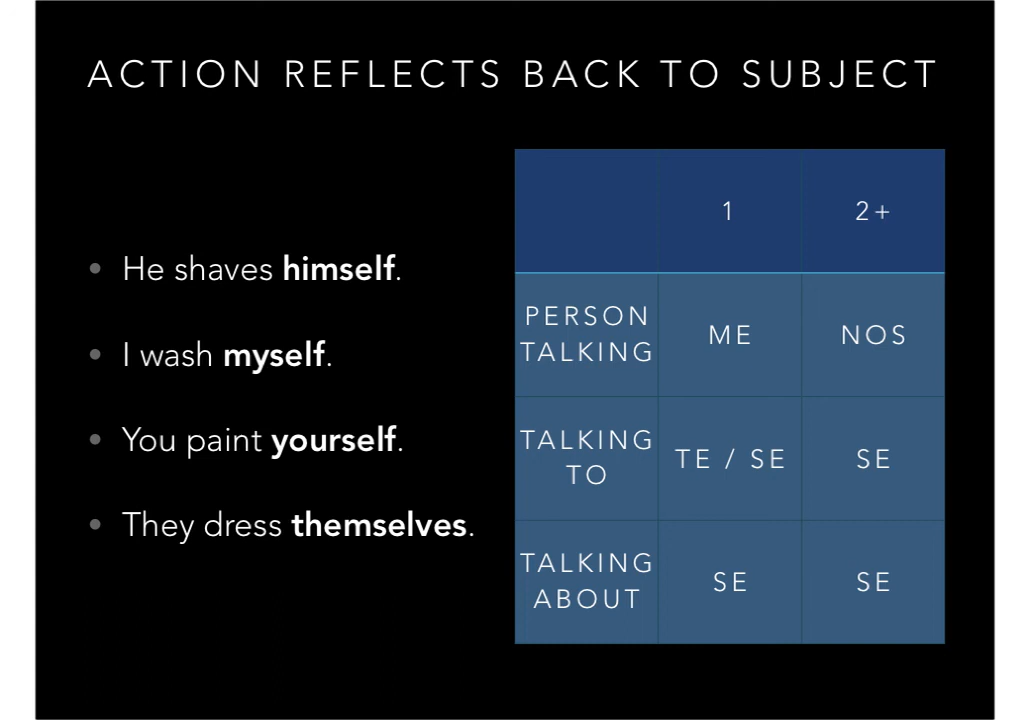 ACTION REFLECTS BACK TO SUBJECT
• He shaves himself.
• I wash myself.
• You paint yourself.
• They dress themselves.
1 2+
PERSON
TALKING ME NOS
TALKING
TO TE / SE SE
TALKING
ABOUT SE SE